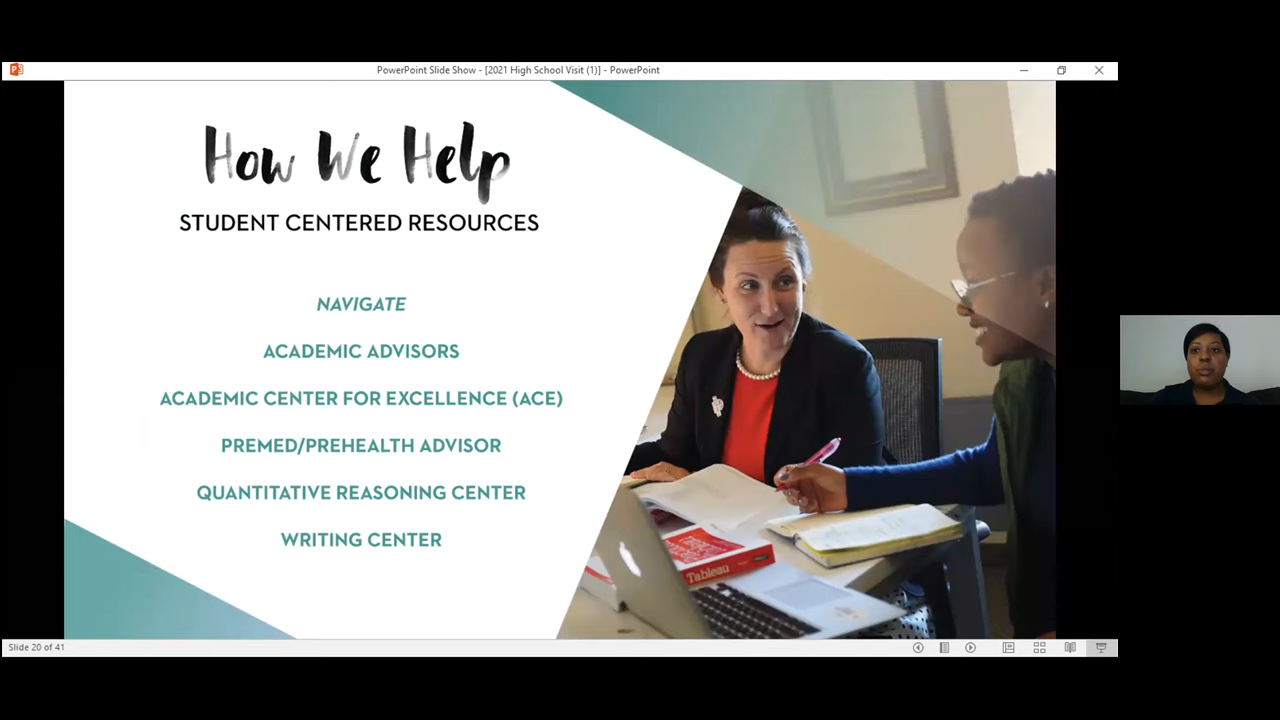 PowerPoint Slide Show - [2021 High School Visit (1)] - PowerPoint
How We Help
STUDENT CENTERED RESOURCES
NAVIGATE
ACADEMIC ADVISORS
ACADEMIC CENTER FOR EXCELLENCE (ACE)
PREMED/PREHEALTH ADVISOR
QUANTITATIVE REASONING CENTER
WRITING CENTER
Tableau
Slide 20 of 41